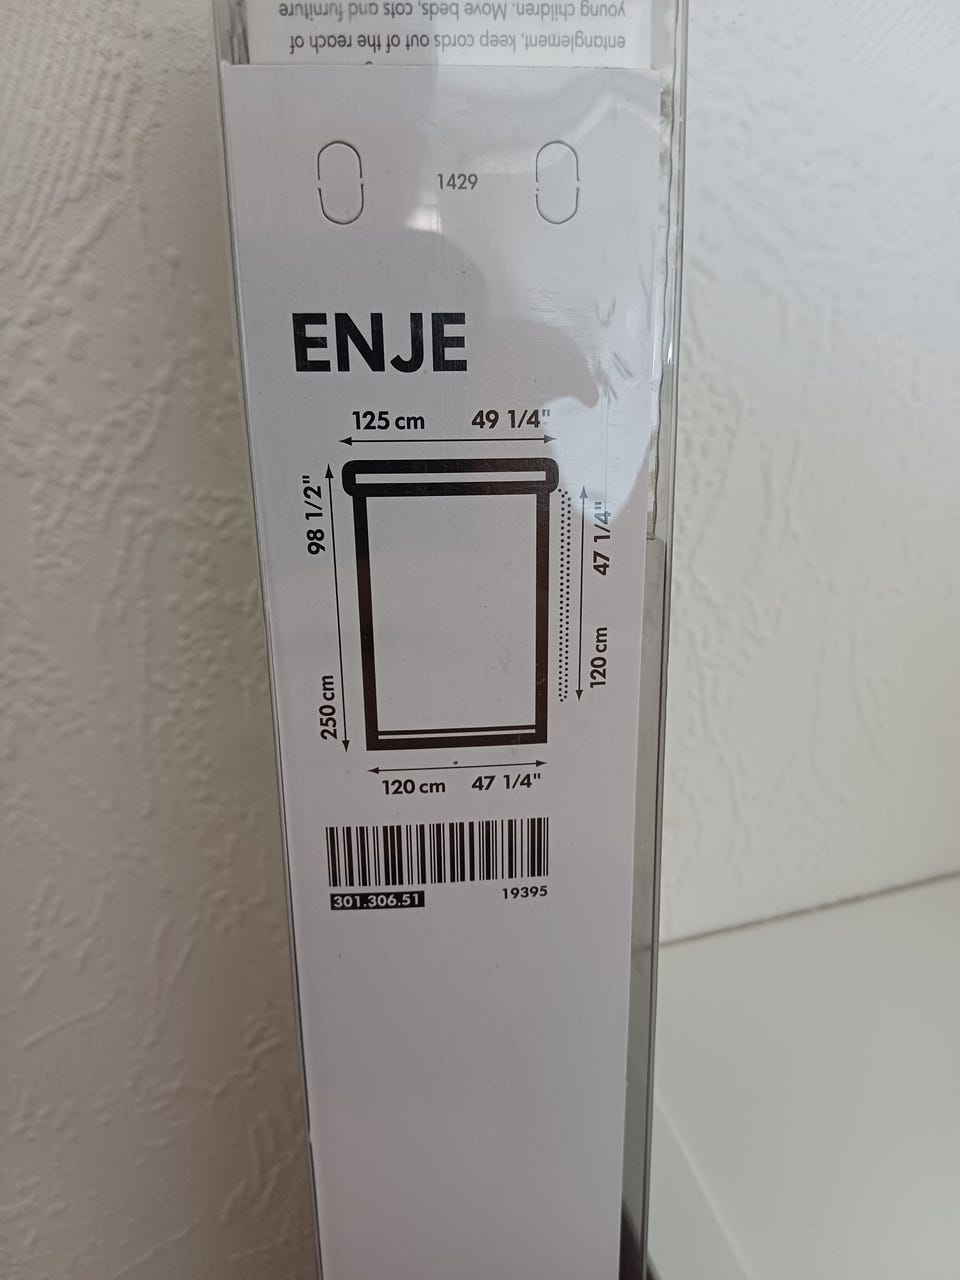 young children. Move beds, cots and furniture
entanglement, keep cords out of the reach of
1429
ENJE
125 cm 49 1/4"
98 1/2"
250 cm
47 1/4"
120 cm
120 cm 47 1/4"
301.306.51 19395